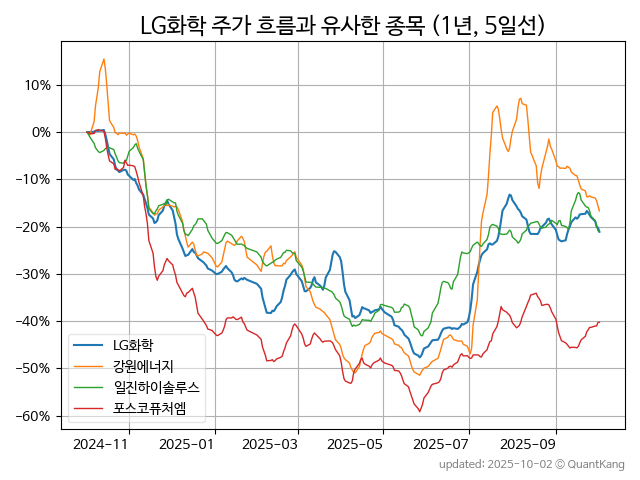 LG화학 주가 흐름과 유사한 종목 (1년, 5일선)
10%
0%
−10%
−20%
−30%
−40%
−50%
−60%
LG화학
강원에너지
일진하이솔루스
포스코퓨처엠
2024-11
2025-01
2025-03
2025-05
2025-07
2025-09
updated: 2025-10-02 © QuantKang